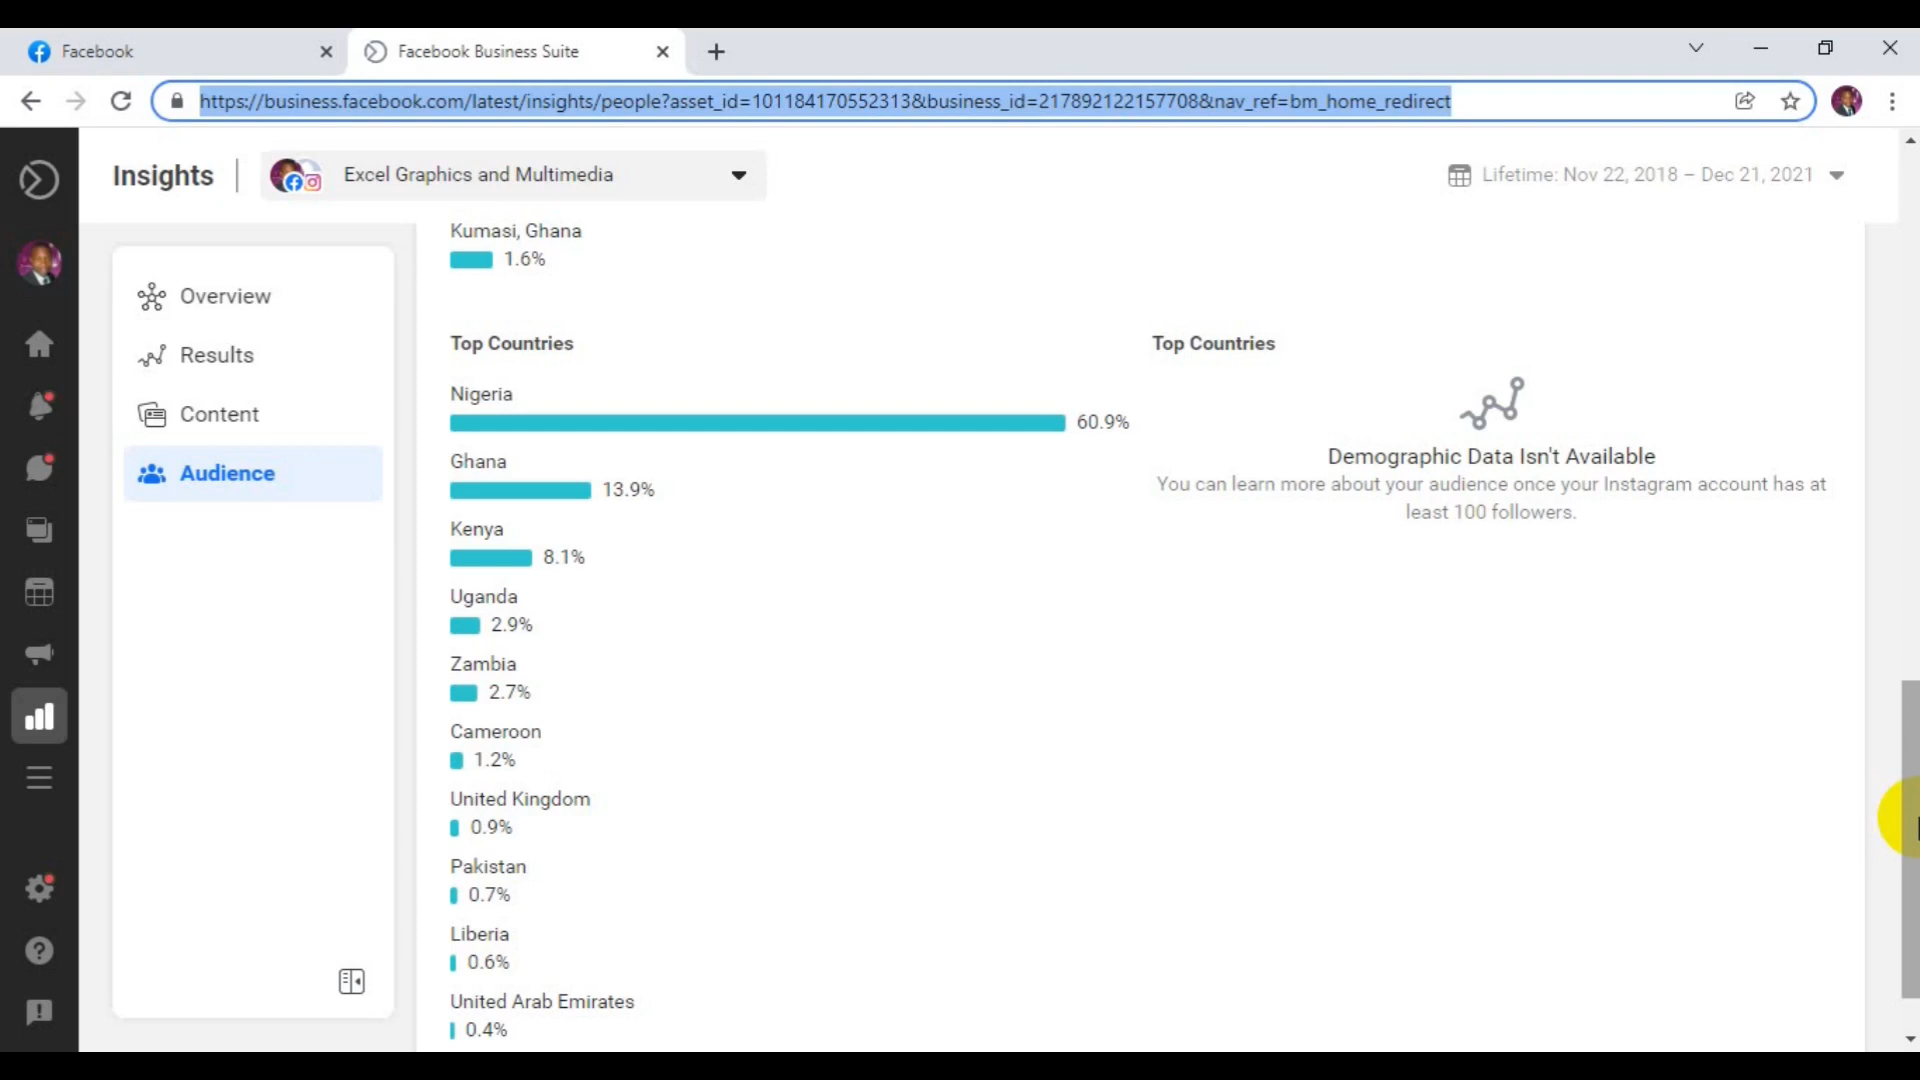 Facebook
Facebook Business Suite
https://business.facebook.com/latest/insights/people?asset_id=101184170552313&business_id=217892122157708&nav_ref=bm_home_redirect
Insights
Excel Graphics and Multimedia
Lifetime: Nov 22, 2018 – Dec 21, 2021
Overview
Results
Content
Audience
Kumasi, Ghana
1.6%
Top Countries
Nigeria
60.9%
Ghana
13.9%
Kenya
8.1%
Uganda
2.9%
Zambia
2.7%
Cameroon
1.2%
United Kingdom
0.9%
Pakistan
0.7%
Liberia
0.6%
United Arab Emirates
0.4%
Top Countries
Demographic Data Isn't Available
You can learn more about your audience once your Instagram account has at
least 100 followers.